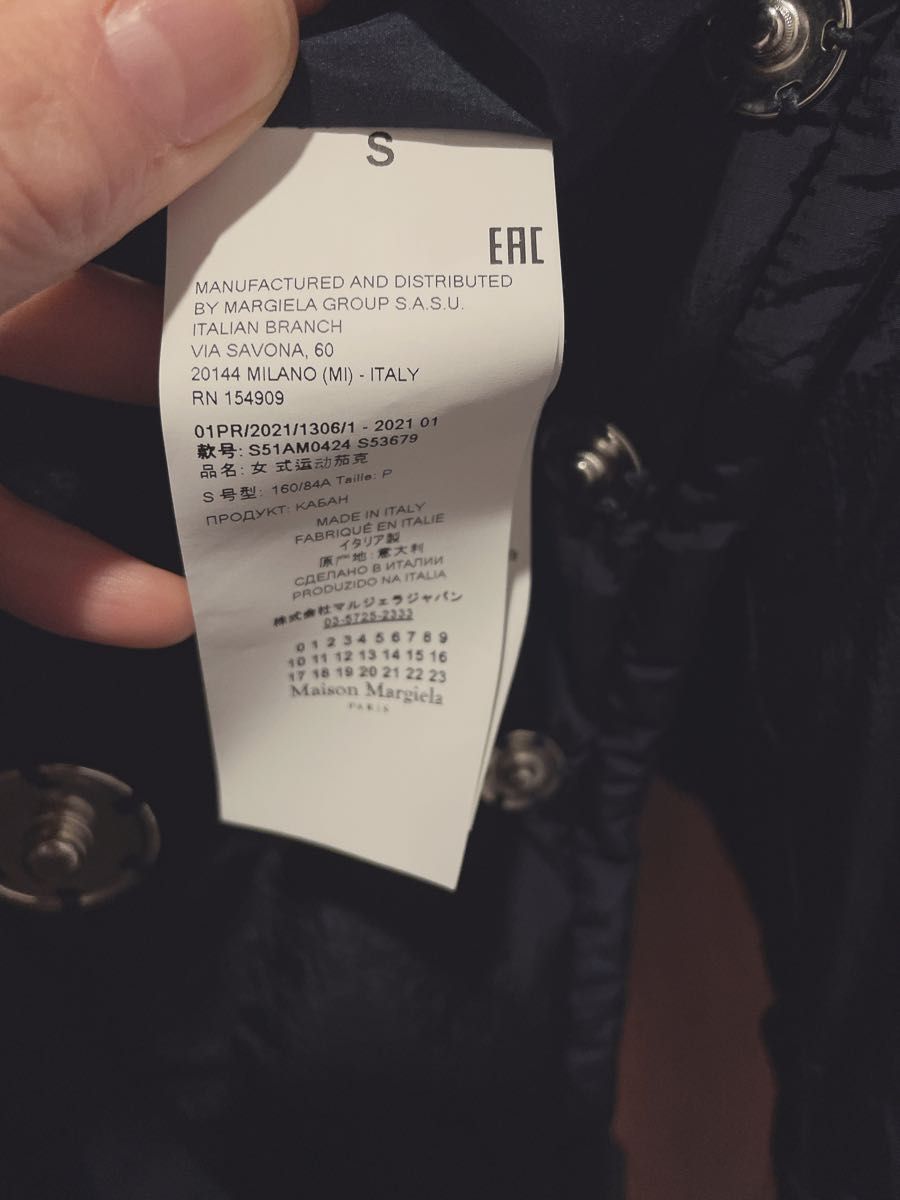 S
EAC
MANUFACTURED AND DISTRIBUTED
BY MARGIELA GROUP S.A.S.U.
ITALIAN BRANCH
VIA SAVONA, 60
20144 MILANO (MI) - ITALY
RN 154909
01PR/2021/1306/1 - 2021 01
款号: S51AM0424 S53679
品名: 女 式运动茄克
S 号型: 160/84A Taille: P
ПРОДУКТ: КАБАН
MADE IN ITALY
FABRIQUÉ EN ITALIE
イタリア製
原产地: 意大利
СДЕЛАНО В ИТАЛИИ
PRODUZIDO NA ITALIA
株式会社マルジェラジャパン
03-5725-2333
0 1 2 3 4 5 6 7 8 9
10 11 12 13 14 15 16
17 18 19 20 21 22 23
Maison Margiela
PARIS